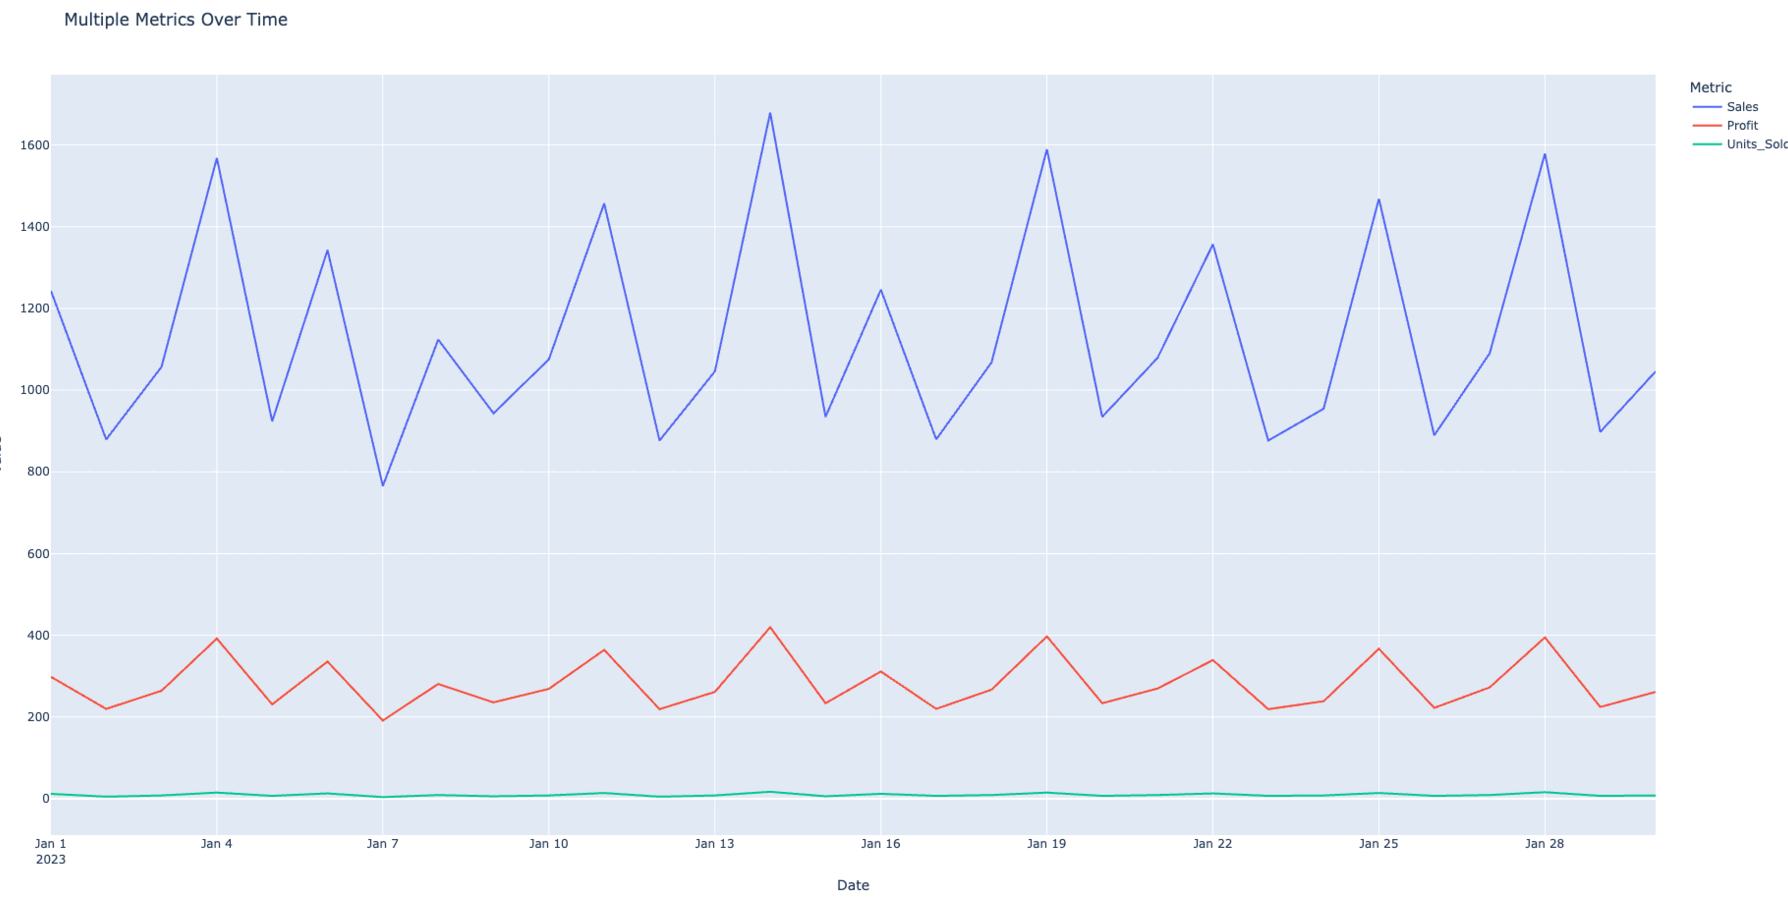 Multiple Metrics Over Time
Metric
Sales
Profit
Units_Sold
1600
1400
1200
1000
800
600
400
200
0
Jan 1
2023
Jan 4
Jan 7
Jan 10
Jan 13
Jan 16
Jan 19
Jan 22
Jan 25
Jan 28
Date